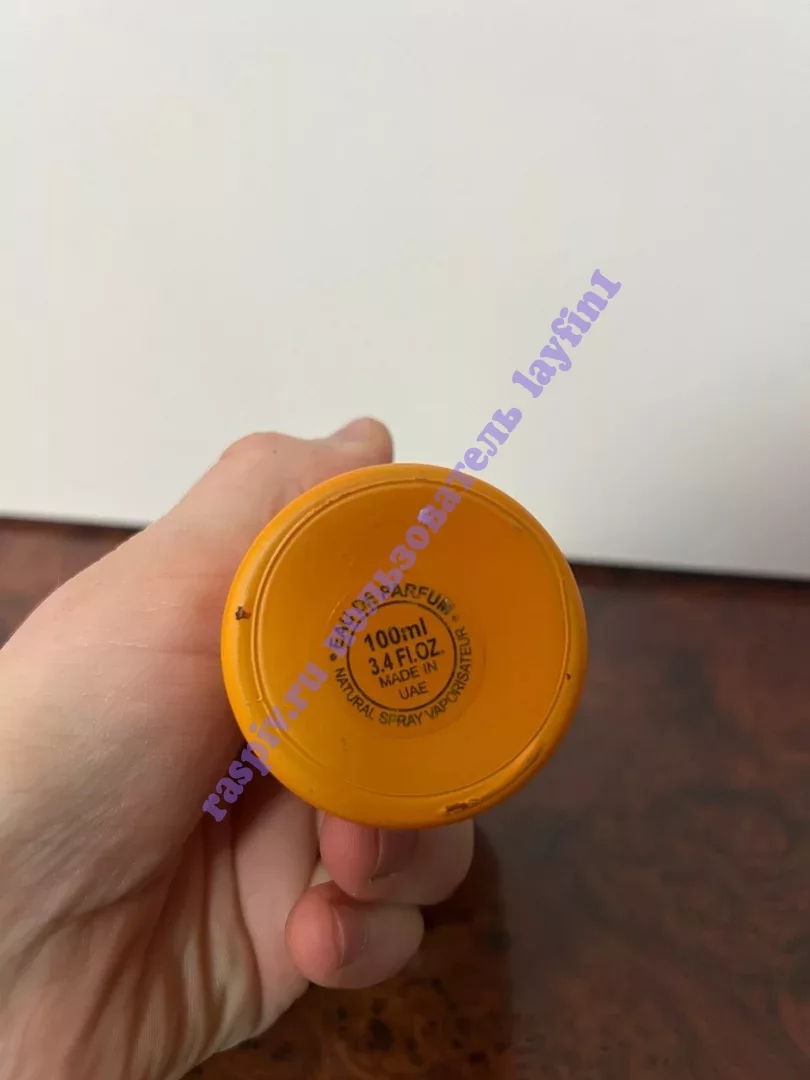 • EAU DE PARFUM •
100ml
3.4 Fl.OZ.
MADE IN
UAE
NATURAL SPRAY VAPORISATEUR
raspiv.ru пользователь layfin1